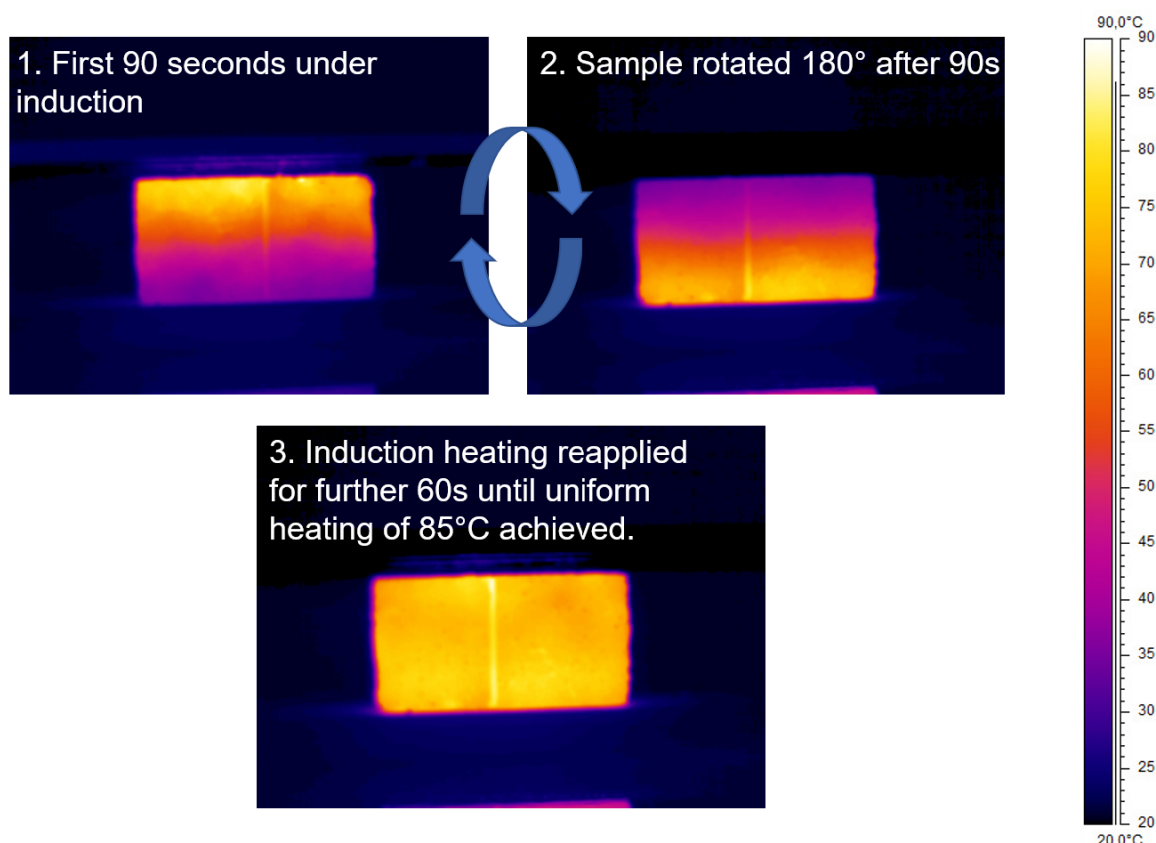 1. First 90 seconds under
induction
2. Sample rotated 180° after 90s
3. Induction heating reapplied
for further 60s until uniform
heating of 85°C achieved.
90,0°C
90
85
80
75
70
65
60
55
50
45
40
35
30
25
20
20,0°C